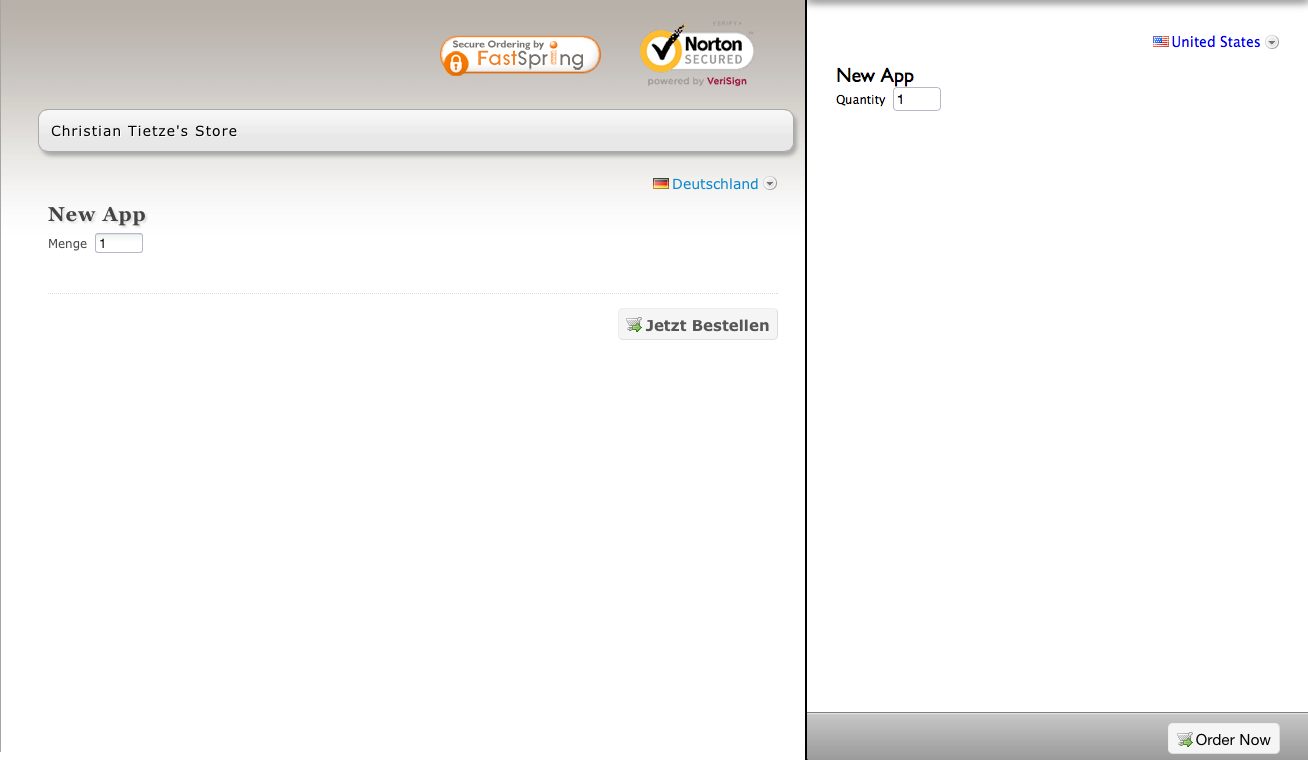 VERIFY▸
Secure Ordering by
FastSpring
Norton
SECURED
powered by VeriSign
Christian Tietze's Store
Deutschland
New App
Menge 1
Jetzt Bestellen
United States
New App
Quantity 1
Order Now